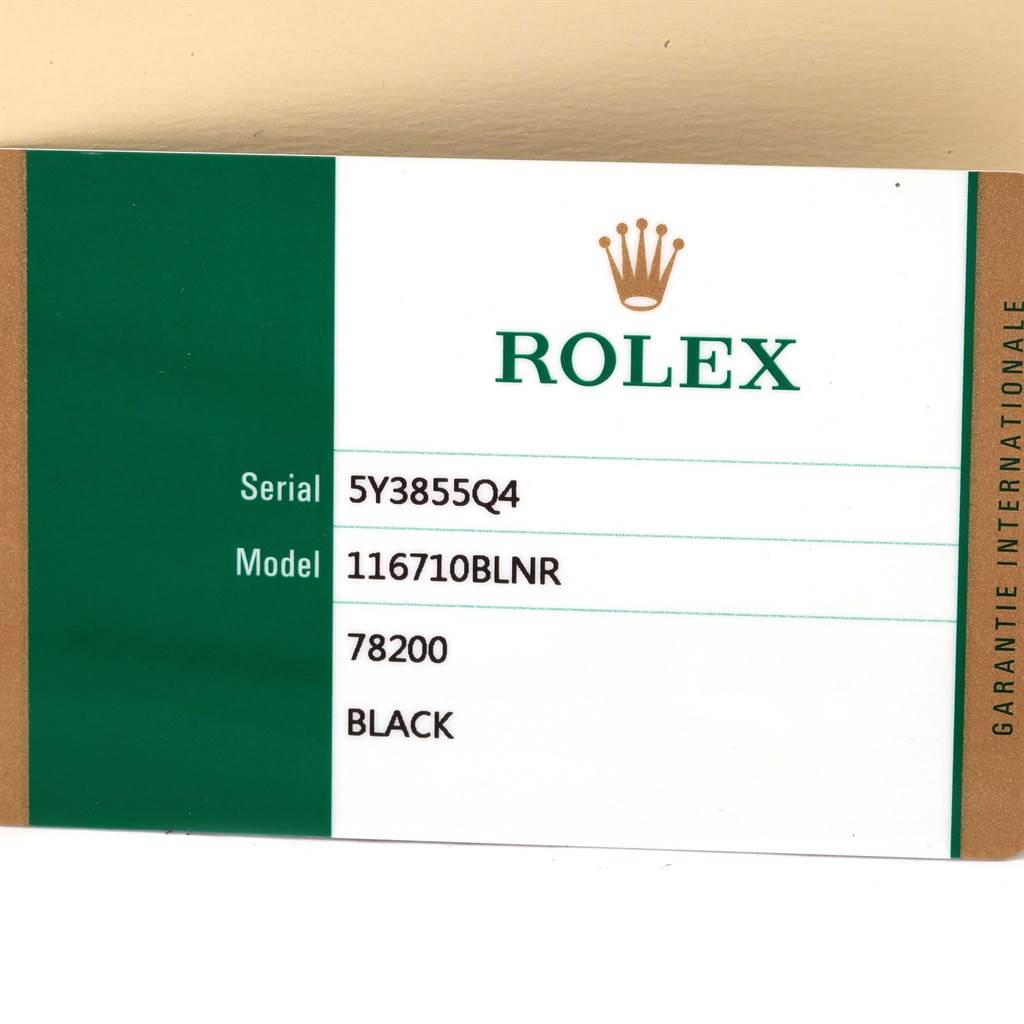 ROLEX
Serial 5Y3855Q4
Model 116710BLNR
78200
BLACK
GARANTIE INTERNATIONALE